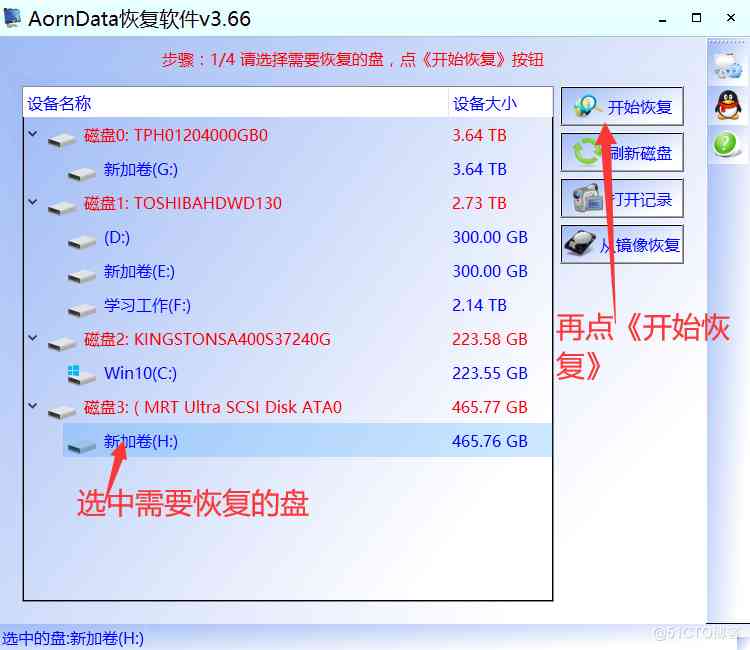 AornData恢复软件v3.66
步骤：1/4 请选择需要恢复的盘，点《开始恢复》按钮
设备名称 设备大小
磁盘0: TPH01204000GB0 3.64 TB
新加卷(G:) 3.64 TB
磁盘1: TOSHIBAHDWD130 2.73 TB
(D:) 300.00 GB
新加卷(E:) 300.00 GB
学习工作(F:) 2.14 TB
磁盘2: KINGSTONSA400S37240G 223.58 GB
Win10(C:) 223.55 GB
磁盘3: ( MRT Ultra SCSI Disk ATA0 465.77 GB
新加卷(H:) 465.76 GB
开始恢复
刷新磁盘
打开记录
从镜像恢复
再点《开始恢
复》
选中需要恢复的盘
选中的盘:新加卷(H:)
@51CTO博客